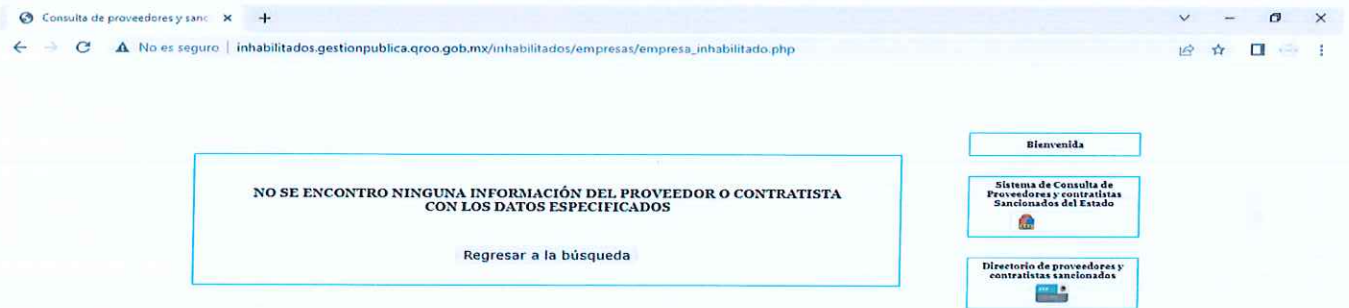 Consulta de proveedores y sanc
No es seguro | inhabilitados.gestionpublica.qroo.gob.mx/inhabilitados/empresas/empresa_inhabilitado.php
Bienvenida
NO SE ENCONTRO NINGUNA INFORMACIÓN DEL PROVEEDOR O CONTRATISTA
CON LOS DATOS ESPECIFICADOS
Regresar a la búsqueda
Sistema de Consulta de
Proveedores y contratistas
Sancionados del Estado
Directorio de proveedores y
contratistas sancionados